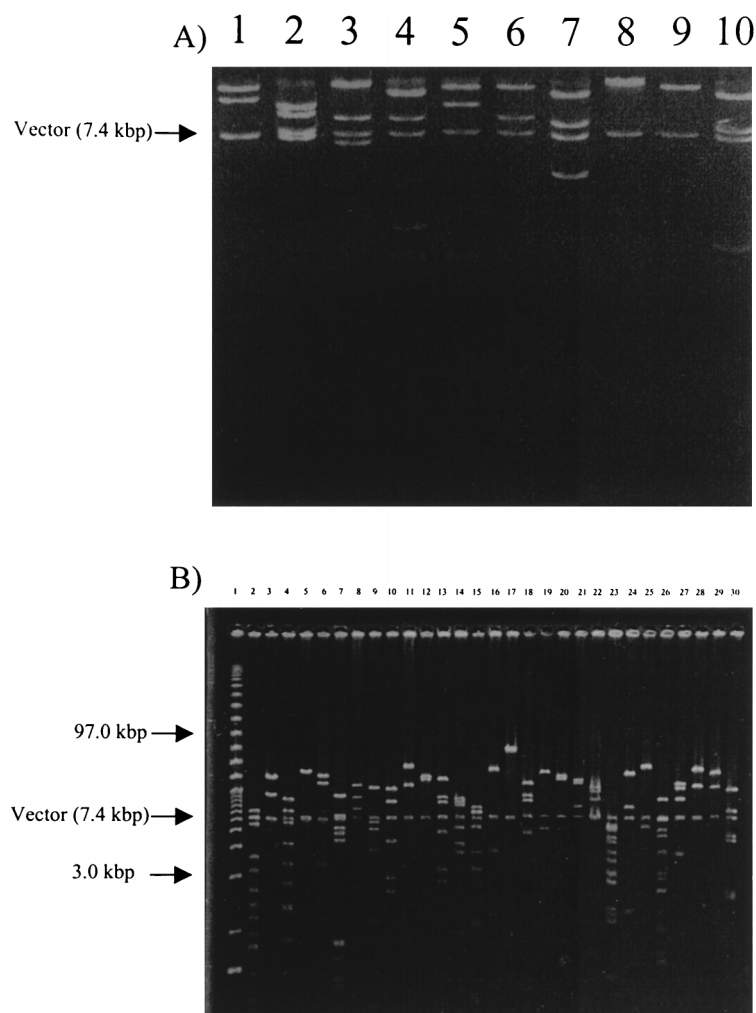 A) 1 2 3 4 5 6 7 8 9 10
Vector (7.4 kbp)
B) 1 2 3 4 5 6 7 8 9 10 11 12 13 14 15 16 17 18 19 20 21 22 23 24 25 26 27 28 29 30
97.0 kbp
Vector (7.4 kbp)
3.0 kbp